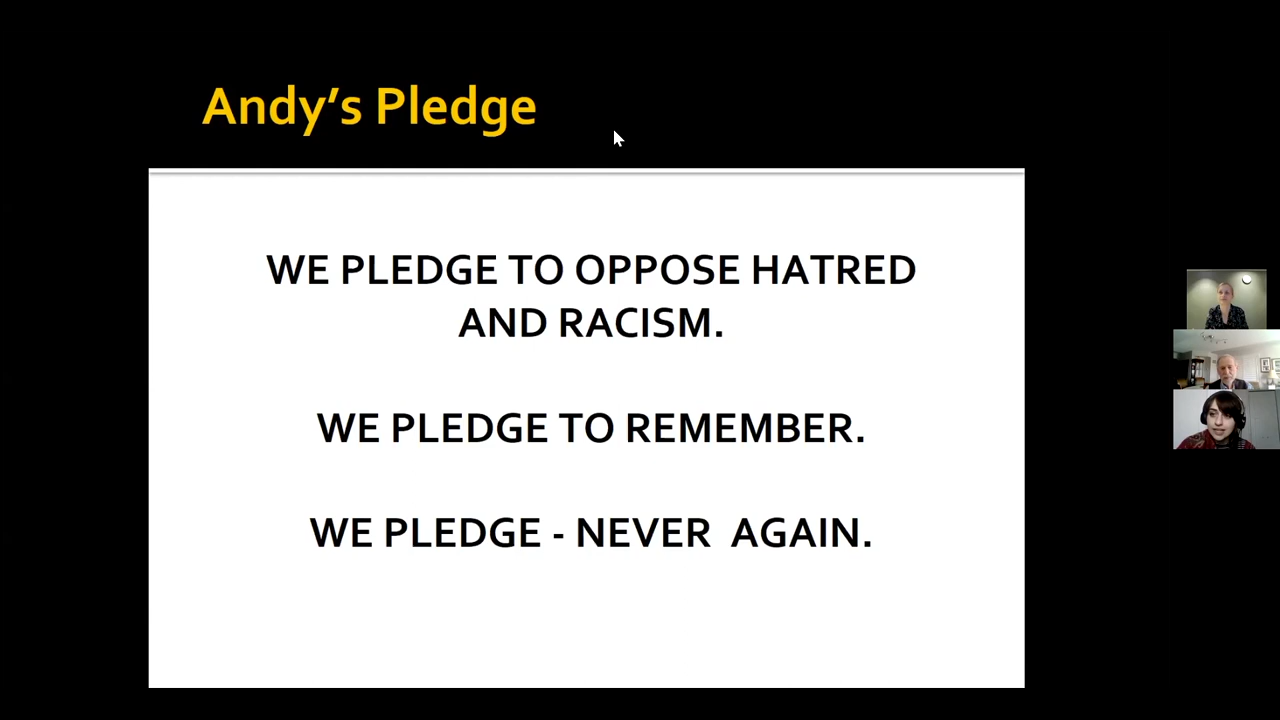 Andy’s Pledge
WE PLEDGE TO OPPOSE HATRED
AND RACISM.
WE PLEDGE TO REMEMBER.
WE PLEDGE - NEVER  AGAIN.